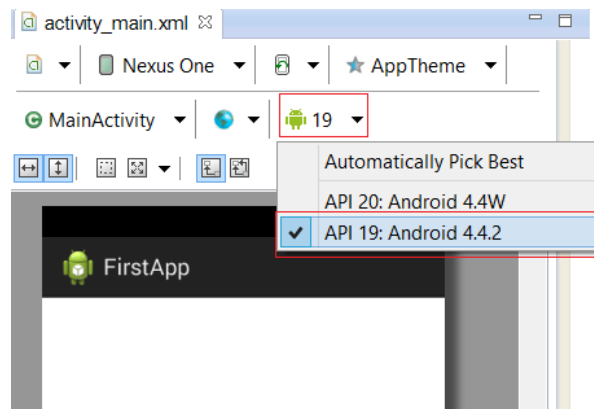 activity_main.xml
Nexus One
AppTheme
MainActivity
19
Automatically Pick Best
API 20: Android 4.4W
API 19: Android 4.4.2
FirstApp